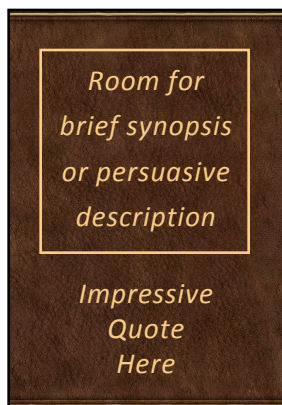 Room for
brief synopsis
or persuasive
description
Impressive
Quote
Here